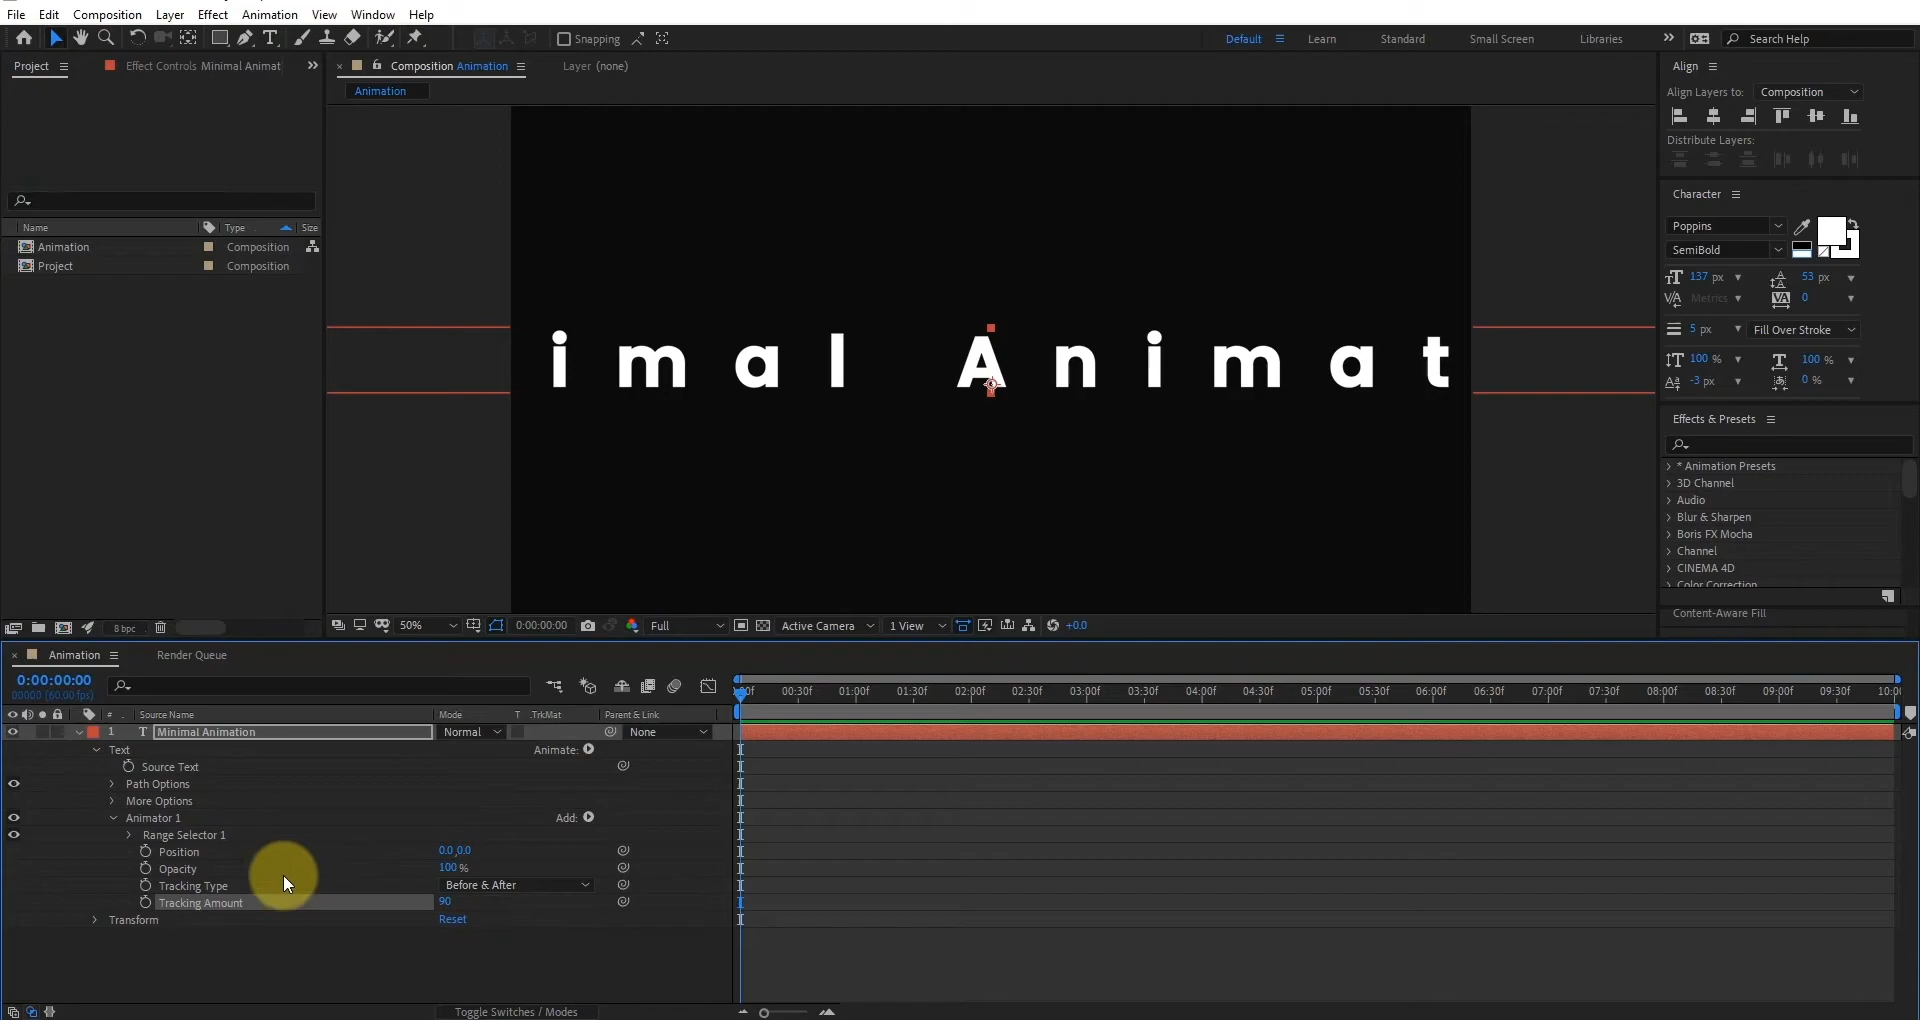 File Edit Composition Layer Effect Animation View Window Help
Snapping
Default Learn Standard Small Screen Libraries
Search Help
Project
Effect Controls Minimal Animat
Composition Animation
Layer (none)
Animation
Name Type Size
Animation Composition
Project Composition
8 bpc
imal Animat
50% 0:00:00:00 Full Active Camera 1 View +0.0
Align
Align Layers to: Composition
Distribute Layers:
Character
Poppins
SemiBold
137 px 53 px
Metrics 0
5 px Fill Over Stroke
100 % 100 %
-3 px 0 %
Effects & Presets
* Animation Presets
3D Channel
Audio
Blur & Sharpen
Boris FX Mocha
Channel
CINEMA 4D
Color Correction
Content-Aware Fill
Animation
Render Queue
0:00:00:00
00000 (60.00 fps)
00:30f 01:00f 01:30f 02:00f 02:30f 03:00f 03:30f 04:00f 04:30f 05:00f 05:30f 06:00f 06:30f 07:00f 07:30f 08:00f 08:30f 09:00f 09:30f
# Source Name Mode T .TrkMat Parent & Link
1 T Minimal Animation Normal None
Text Animate:
Source Text
Path Options
More Options
Animator 1 Add:
Range Selector 1
Position 0.0,0.0
Opacity 100 %
Tracking Type Before & After
Tracking Amount 90
Transform Reset
Toggle Switches / Modes